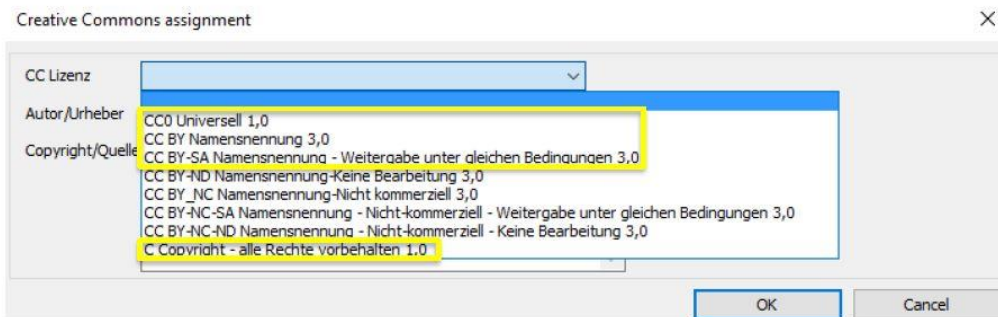 Creative Commons assignment
CC Lizenz
Autor/Urheber
Copyright/Quelle
CC0 Universell 1,0
CC BY Namensnennung 3,0
CC BY-SA Namensnennung - Weitergabe unter gleichen Bedingungen 3,0
CC BY-ND Namensnennung-Keine Bearbeitung 3,0
CC BY_NC Namensnennung-Nicht kommerziell 3,0
CC BY-NC-SA Namensnennung - Nicht-kommerziell - Weitergabe unter gleichen Bedingungen 3,0
CC BY-NC-ND Namensnennung - Nicht-kommerziell - Keine Bearbeitung 3,0
C Copyright - alle Rechte vorbehalten 1,0
OK
Cancel